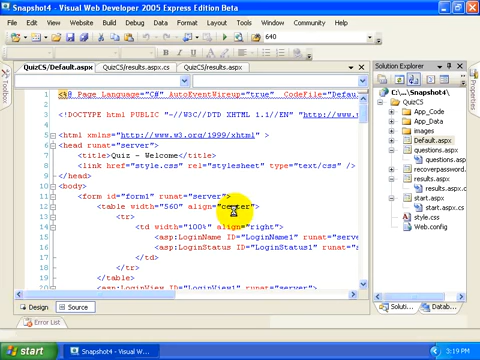 Snapshot4 - Visual Web Developer 2005 Express Edition Beta
File Edit View Website Build Debug Format Layout Tools Window Community Help
640
QuizCS/Default.aspx QuizCS/results.aspx.cs QuizCS/results.aspx
1 <%@ Page Language="C#" AutoEventWireup="true" CodeFile="Defau
2
3 <!DOCTYPE html PUBLIC "-//W3C//DTD XHTML 1.1//EN" "http://www.
4
5 <html xmlns="http://www.w3.org/1999/xhtml" >
6 <head runat="server">
7 <title>Quiz - Welcome</title>
8 <link href="style.css" rel="stylesheet" type="text/css" />
9 </head>
10 <body>
11 <form id="form1" runat="server">
12 <table width="560" align="center">
13 <tr>
14 <td width="100%" align="right">
15 <asp:LoginName ID="LoginName1" runat="serve
16 <asp:LoginStatus ID="LoginStatus1" runat="s
17 </td>
18 </tr>
19 </table>
20 <asp:LoginView ID="LoginView1" runat="server">
Design Source
Error List
Toolbox
Solution Explorer
C:\...\Snapshot4\
QuizCS
App_Code
App_Data
images
Default.aspx
questions.aspx
questions.asp
recoverpassword.
results.aspx
results.aspx.cs
start.aspx
start.aspx.cs
style.css
Web.config
Soluti... Datab...
Properties
start
Snapshot4 - Visual W...
3:19 PM